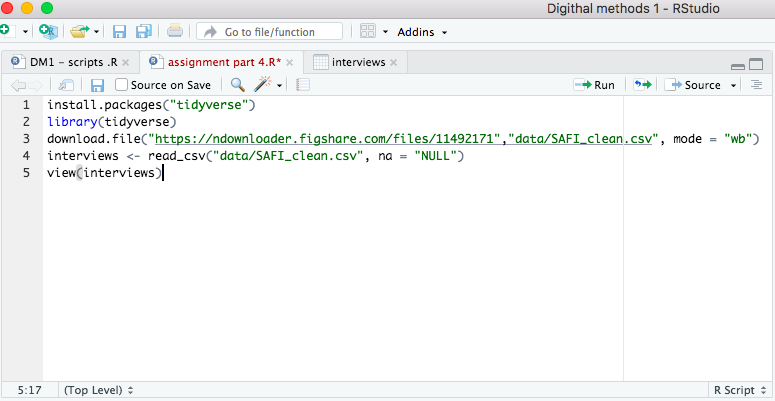 Digithal methods 1 - RStudio
Go to file/function
Addins
DM1 – scripts .R
assignment part 4.R*
interviews
Source on Save
Run
Source
1 install.packages("tidyverse")
2 library(tidyverse)
3 download.file("https://ndownloader.figshare.com/files/11492171","data/SAFI_clean.csv", mode = "wb")
4 interviews <- read_csv("data/SAFI_clean.csv", na = "NULL")
5 view(interviews)
5:17
(Top Level)
R Script